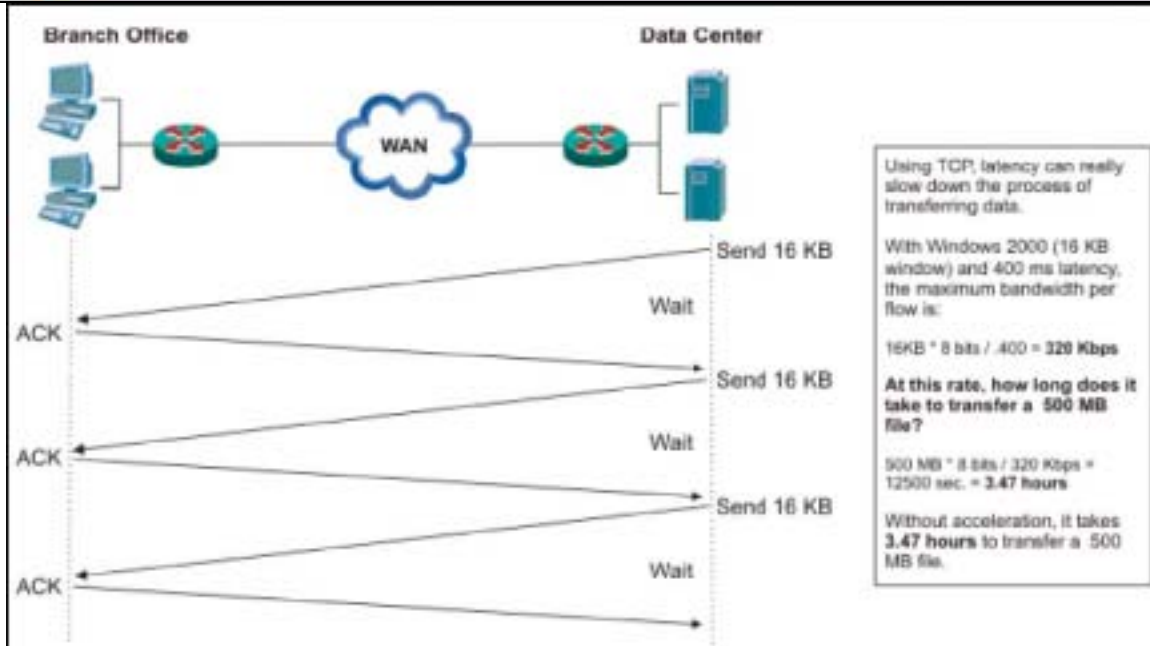 Branch Office
Data Center
WAN
Send 16 KB
Wait
ACK
Send 16 KB
Wait
ACK
Send 16 KB
Wait
ACK
Using TCP, latency can really
slow down the process of
transferring data.
With Windows 2000 (16 KB
window) and 400 ms latency,
the maximum bandwidth per
flow is:
16KB * 8 bits / .400 = 320 Kbps
At this rate, how long does it
take to transfer a 500 MB
file?
500 MB * 8 bits / 320 Kbps =
12500 sec. = 3.47 hours
Without acceleration, it takes
3.47 hours to transfer a 500
MB file.